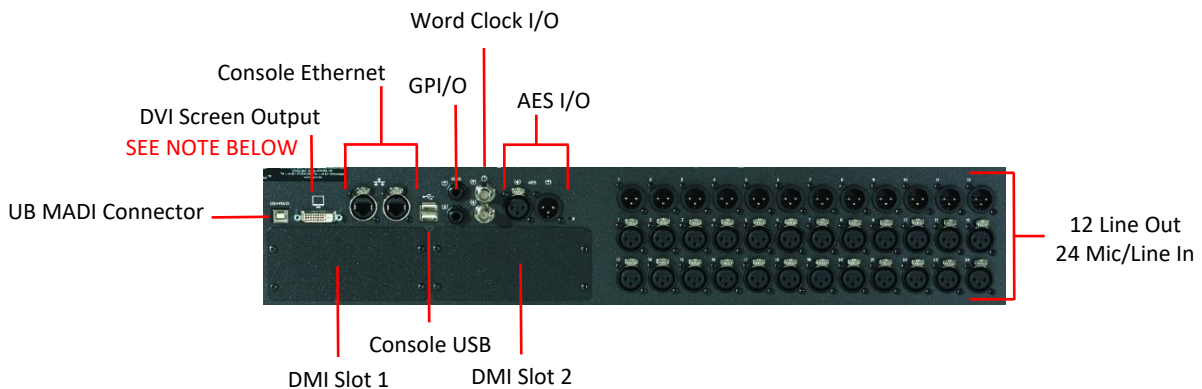 Word Clock I/O
Console Ethernet
GPI/O
AES I/O
DVI Screen Output
SEE NOTE BELOW
UB MADI Connector
12 Line Out
24 Mic/Line In
Console USB
DMI Slot 1
DMI Slot 2